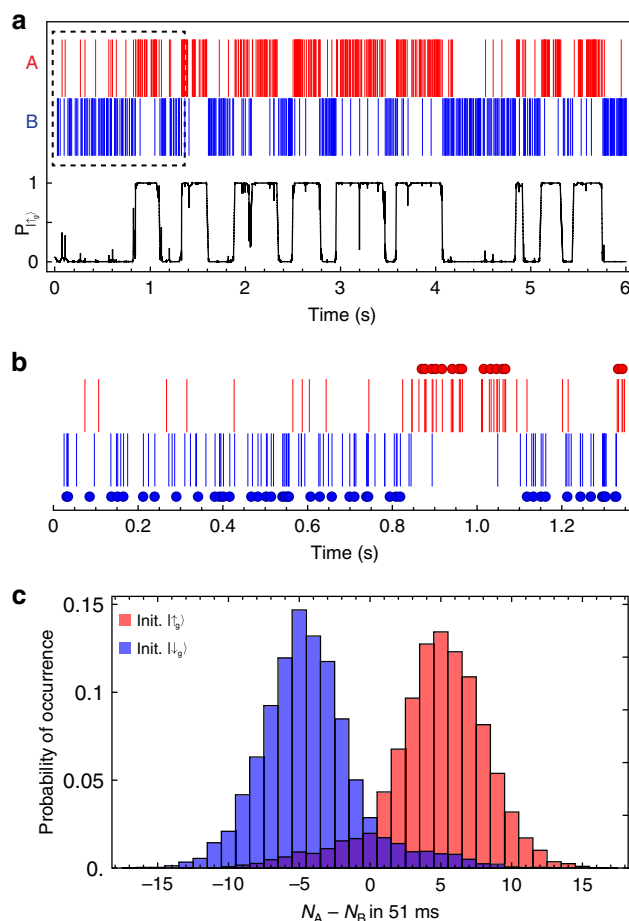 a
A
B
1
P|↑g⟩
0
0 1 2 3 4 5 6
Time (s)
b
0 0.2 0.4 0.6 0.8 1.0 1.2
Time (s)
c
0.15
Init. |↑g⟩
Init. |↓g⟩
0.1
Probability of occurrence
0.05
0.
−15 −10 −5 0 5 10 15
NA – NB in 51 ms